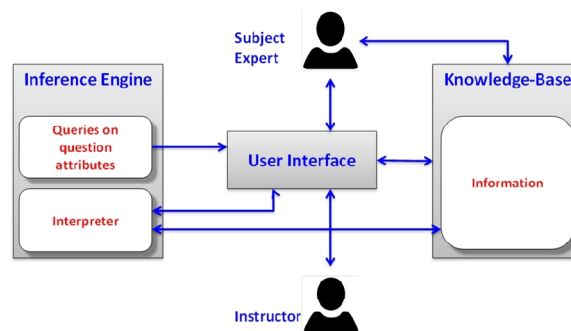 Subject
Expert
Inference Engine
Knowledge-Base
Queries on
question
attributes
User Interface
Information
Interpreter
Instructor